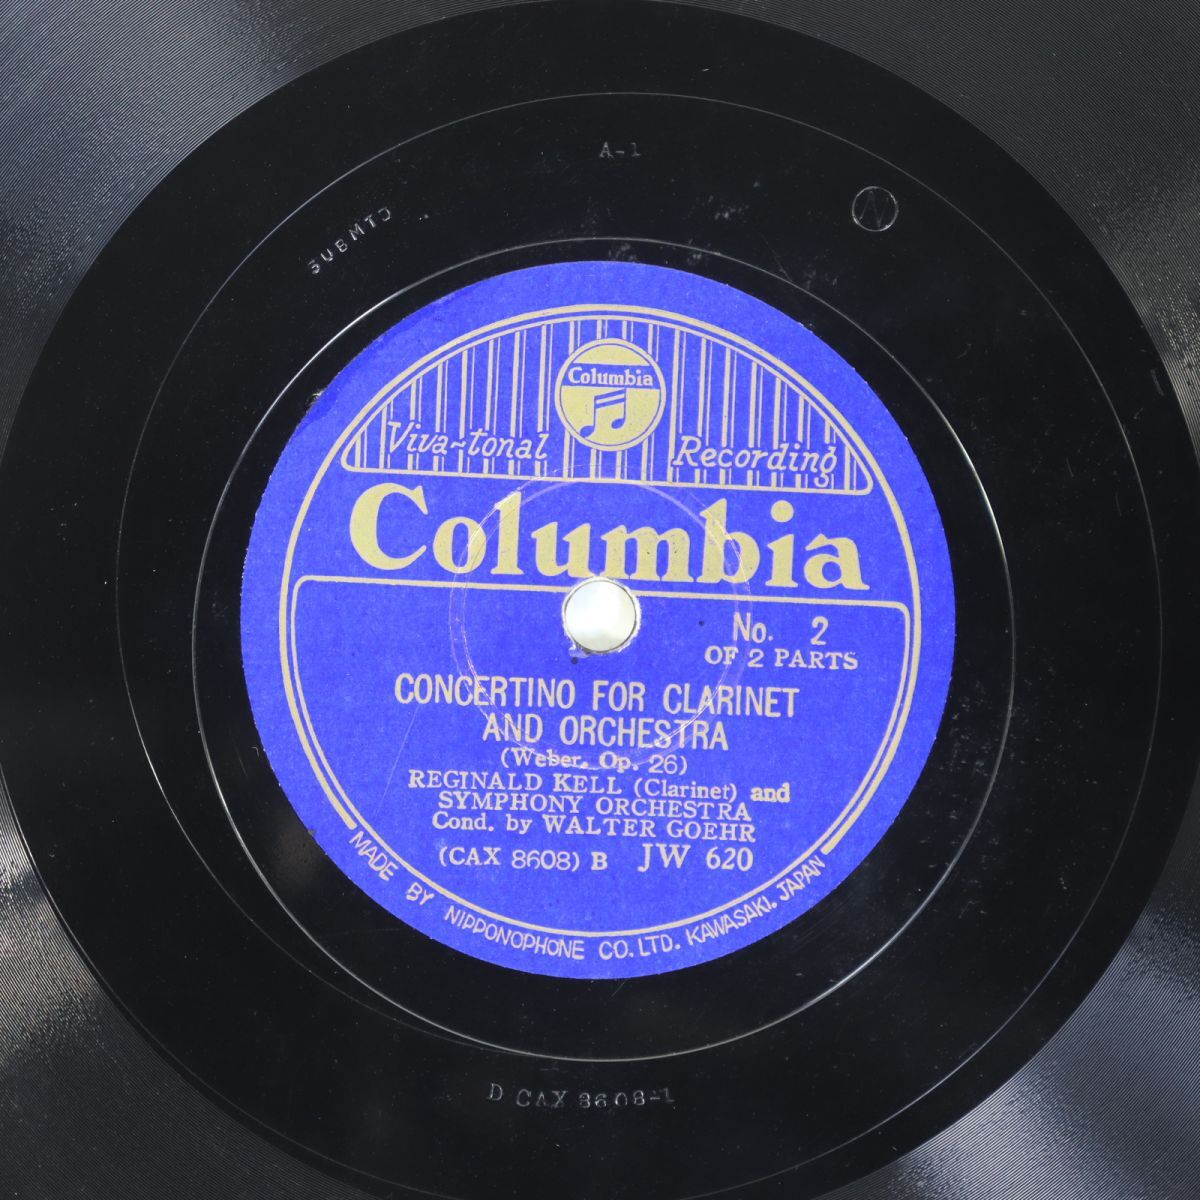 A-1
3UBMTD
N
Columbia
Viva-tonal Recording
Columbia
No. 2
OF 2 PARTS
CONCERTINO FOR CLARINET
AND ORCHESTRA
(Weber. Op. 26)
REGINALD KELL (Clarinet) and
SYMPHONY ORCHESTRA
Cond. by WALTER GOEHR
(CAX 8608) B JW 620
MADE BY NIPPONOPHONE CO. LTD. KAWASAKI. JAPAN
D CAX 8608-1